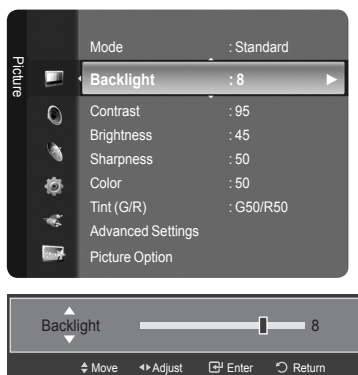 Picture
Mode : Standard
Backlight : 8
Contrast : 95
Brightness : 45
Sharpness : 50
Color : 50
Tint (G/R) : G50/R50
Advanced Settings
Picture Option
Backlight 8
Move Adjust Enter Return